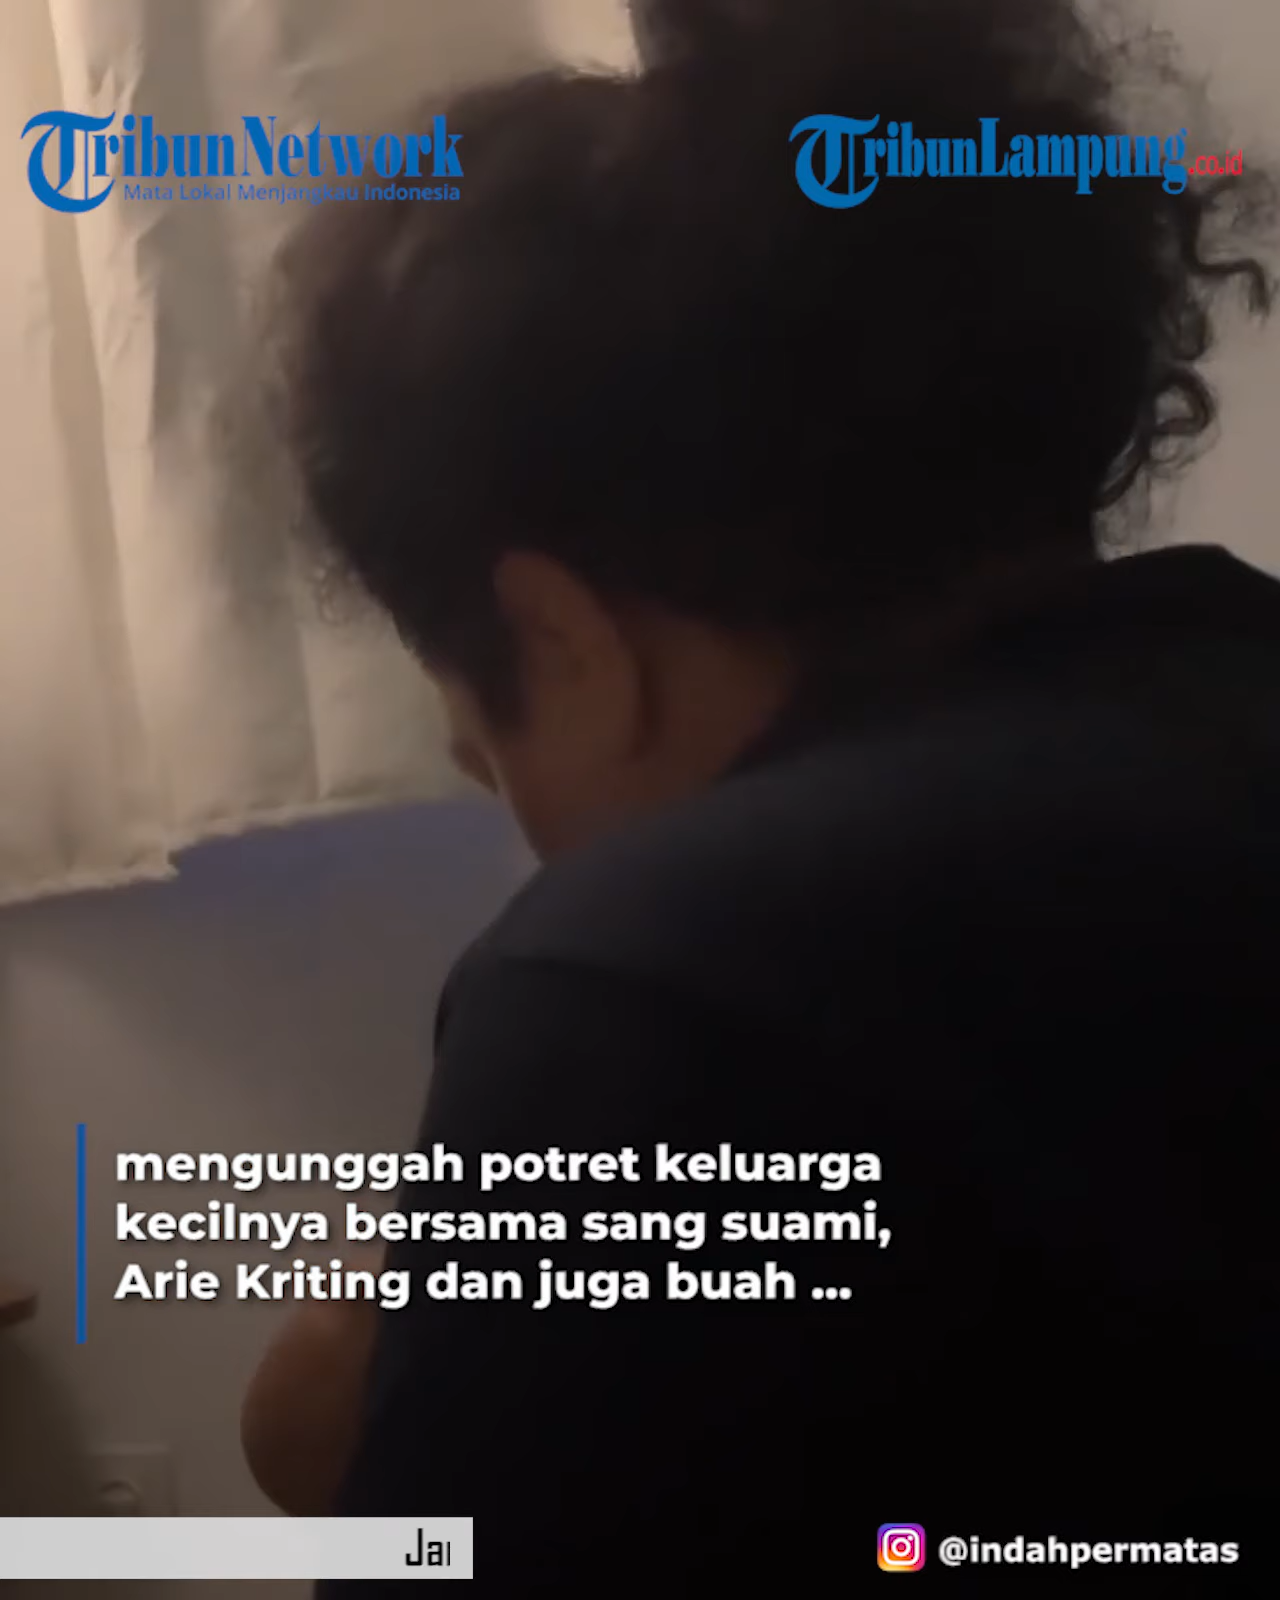 TribunNetwork
Mata Lokal Menjangkau Indonesia
TribunLampung.co.id
mengunggah potret keluarga
kecilnya bersama sang suami,
Arie Kriting dan juga buah ...
@indahpermatas